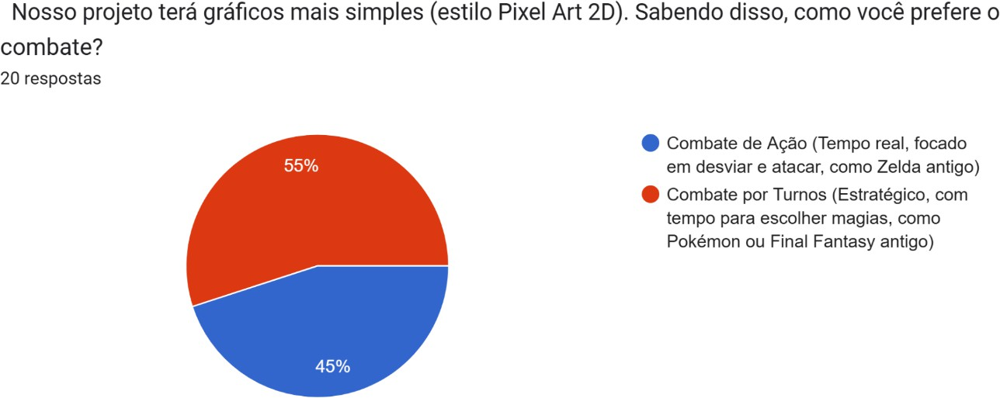 Nosso projeto terá gráficos mais simples (estilo Pixel Art 2D). Sabendo disso, como você prefere o
combate?
20 respostas
55%
45%
Combate de Ação (Tempo real, focado
em desviar e atacar, como Zelda antigo)
Combate por Turnos (Estratégico, com
tempo para escolher magias, como
Pokémon ou Final Fantasy antigo)